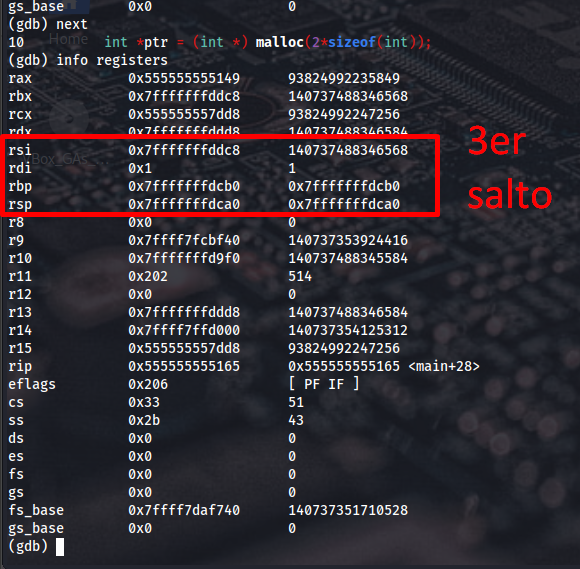 gs_base 0x0 0
(gdb) next
10 int *ptr = (int *) malloc(2*sizeof(int));
(gdb) info registers
rax 0x555555555149 93824992235849
rbx 0x7fffffffddc8 140737488346568
rcx 0x555555557dd8 93824992247256
rdx 0x7fffffffddd8 140737488346584
rsi 0x7fffffffddc8 140737488346568
rdi 0x1 1
rbp 0x7fffffffdcb0 0x7fffffffdcb0
rsp 0x7fffffffdca0 0x7fffffffdca0
3er
salto
r8 0x0 0
r9 0x7ffff7fcbf40 140737353924416
r10 0x7fffffffd9f0 140737488345584
r11 0x202 514
r12 0x0 0
r13 0x7fffffffddd8 140737488346584
r14 0x7ffff7ffd000 140737354125312
r15 0x555555557dd8 93824992247256
rip 0x555555555165 0x555555555165 <main+28>
eflags 0x206 [ PF IF ]
cs 0x33 51
ss 0x2b 43
ds 0x0 0
es 0x0 0
fs 0x0 0
gs 0x0 0
fs_base 0x7ffff7daf740 140737351710528
gs_base 0x0 0
(gdb)
Home